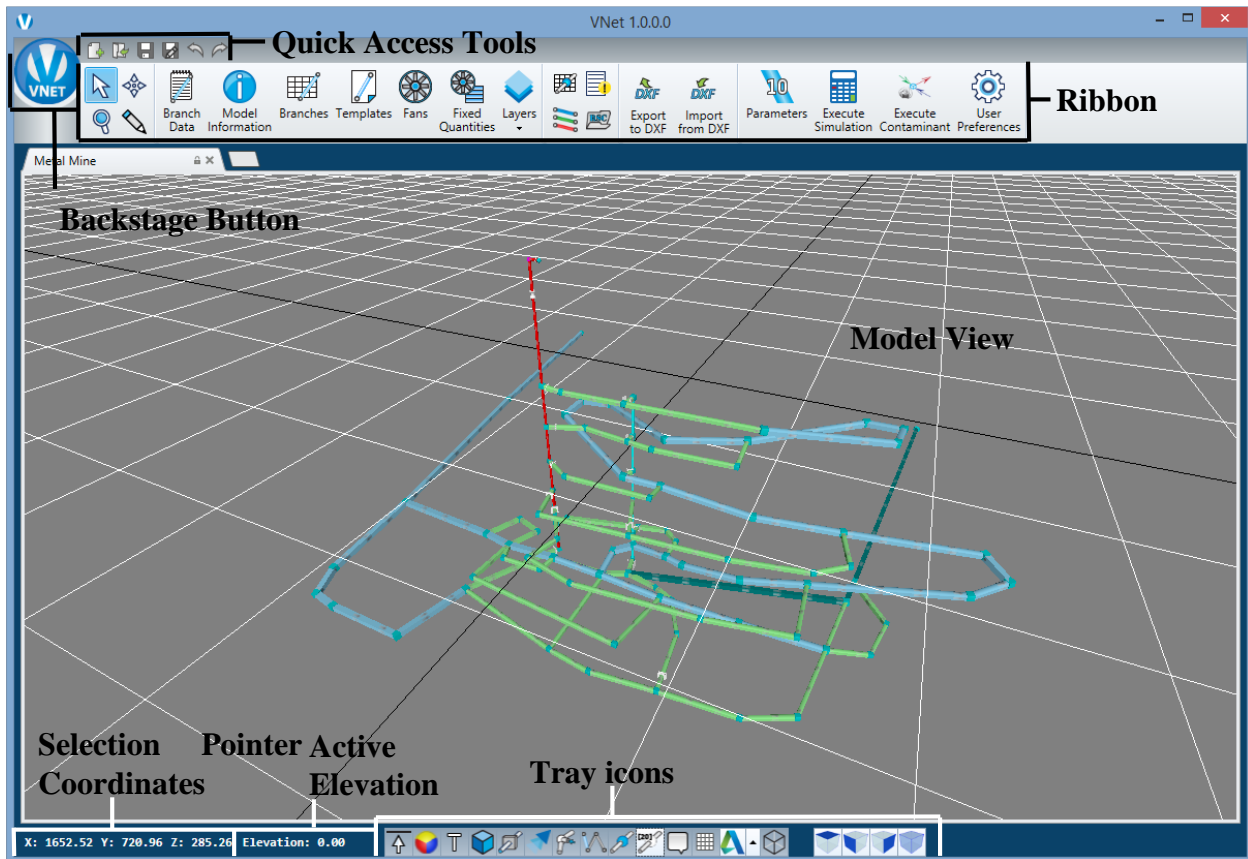 VNet 1.0.0.0
Quick Access Tools
VNET
Branch Data
Model Information
Branches
Templates
Fans
Fixed Quantities
Layers
ABC
DXF
Export to DXF
DXF
Import from DXF
10
Parameters
Execute Simulation
Execute Contaminant
User Preferences
Ribbon
Metal Mine
Backstage Button
Model View
Selection Pointer Coordinates
Active Elevation
Tray icons
X: 1652.52 Y: 720.96 Z: 285.26
Elevation: 0.00
[20]